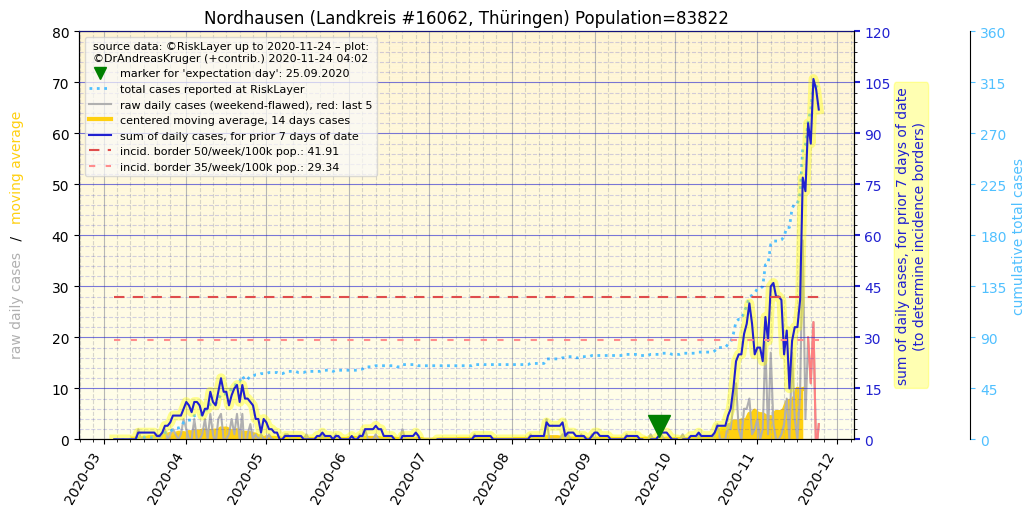 Nordhausen (Landkreis #16062, Thüringen) Population=83822
source data: ©RiskLayer up to 2020-11-24 – plot:
©DrAndreasKruger (+contrib.) 2020-11-24 04:02
marker for 'expectation day': 25.09.2020
total cases reported at RiskLayer
raw daily cases (weekend-flawed), red: last 5
centered moving average, 14 days cases
sum of daily cases, for prior 7 days of date
incid. border 50/week/100k pop.: 41.91
incid. border 35/week/100k pop.: 29.34
raw daily cases / moving average
80
70
60
50
40
30
20
10
0
2020-03
2020-04
2020-05
2020-06
2020-07
2020-08
2020-09
2020-10
2020-11
2020-12
120
105
90
75
60
45
30
15
0
sum of daily cases, for prior 7 days of date
(to determine incidence borders)
360
315
270
225
180
135
90
45
0
cumulative total cases